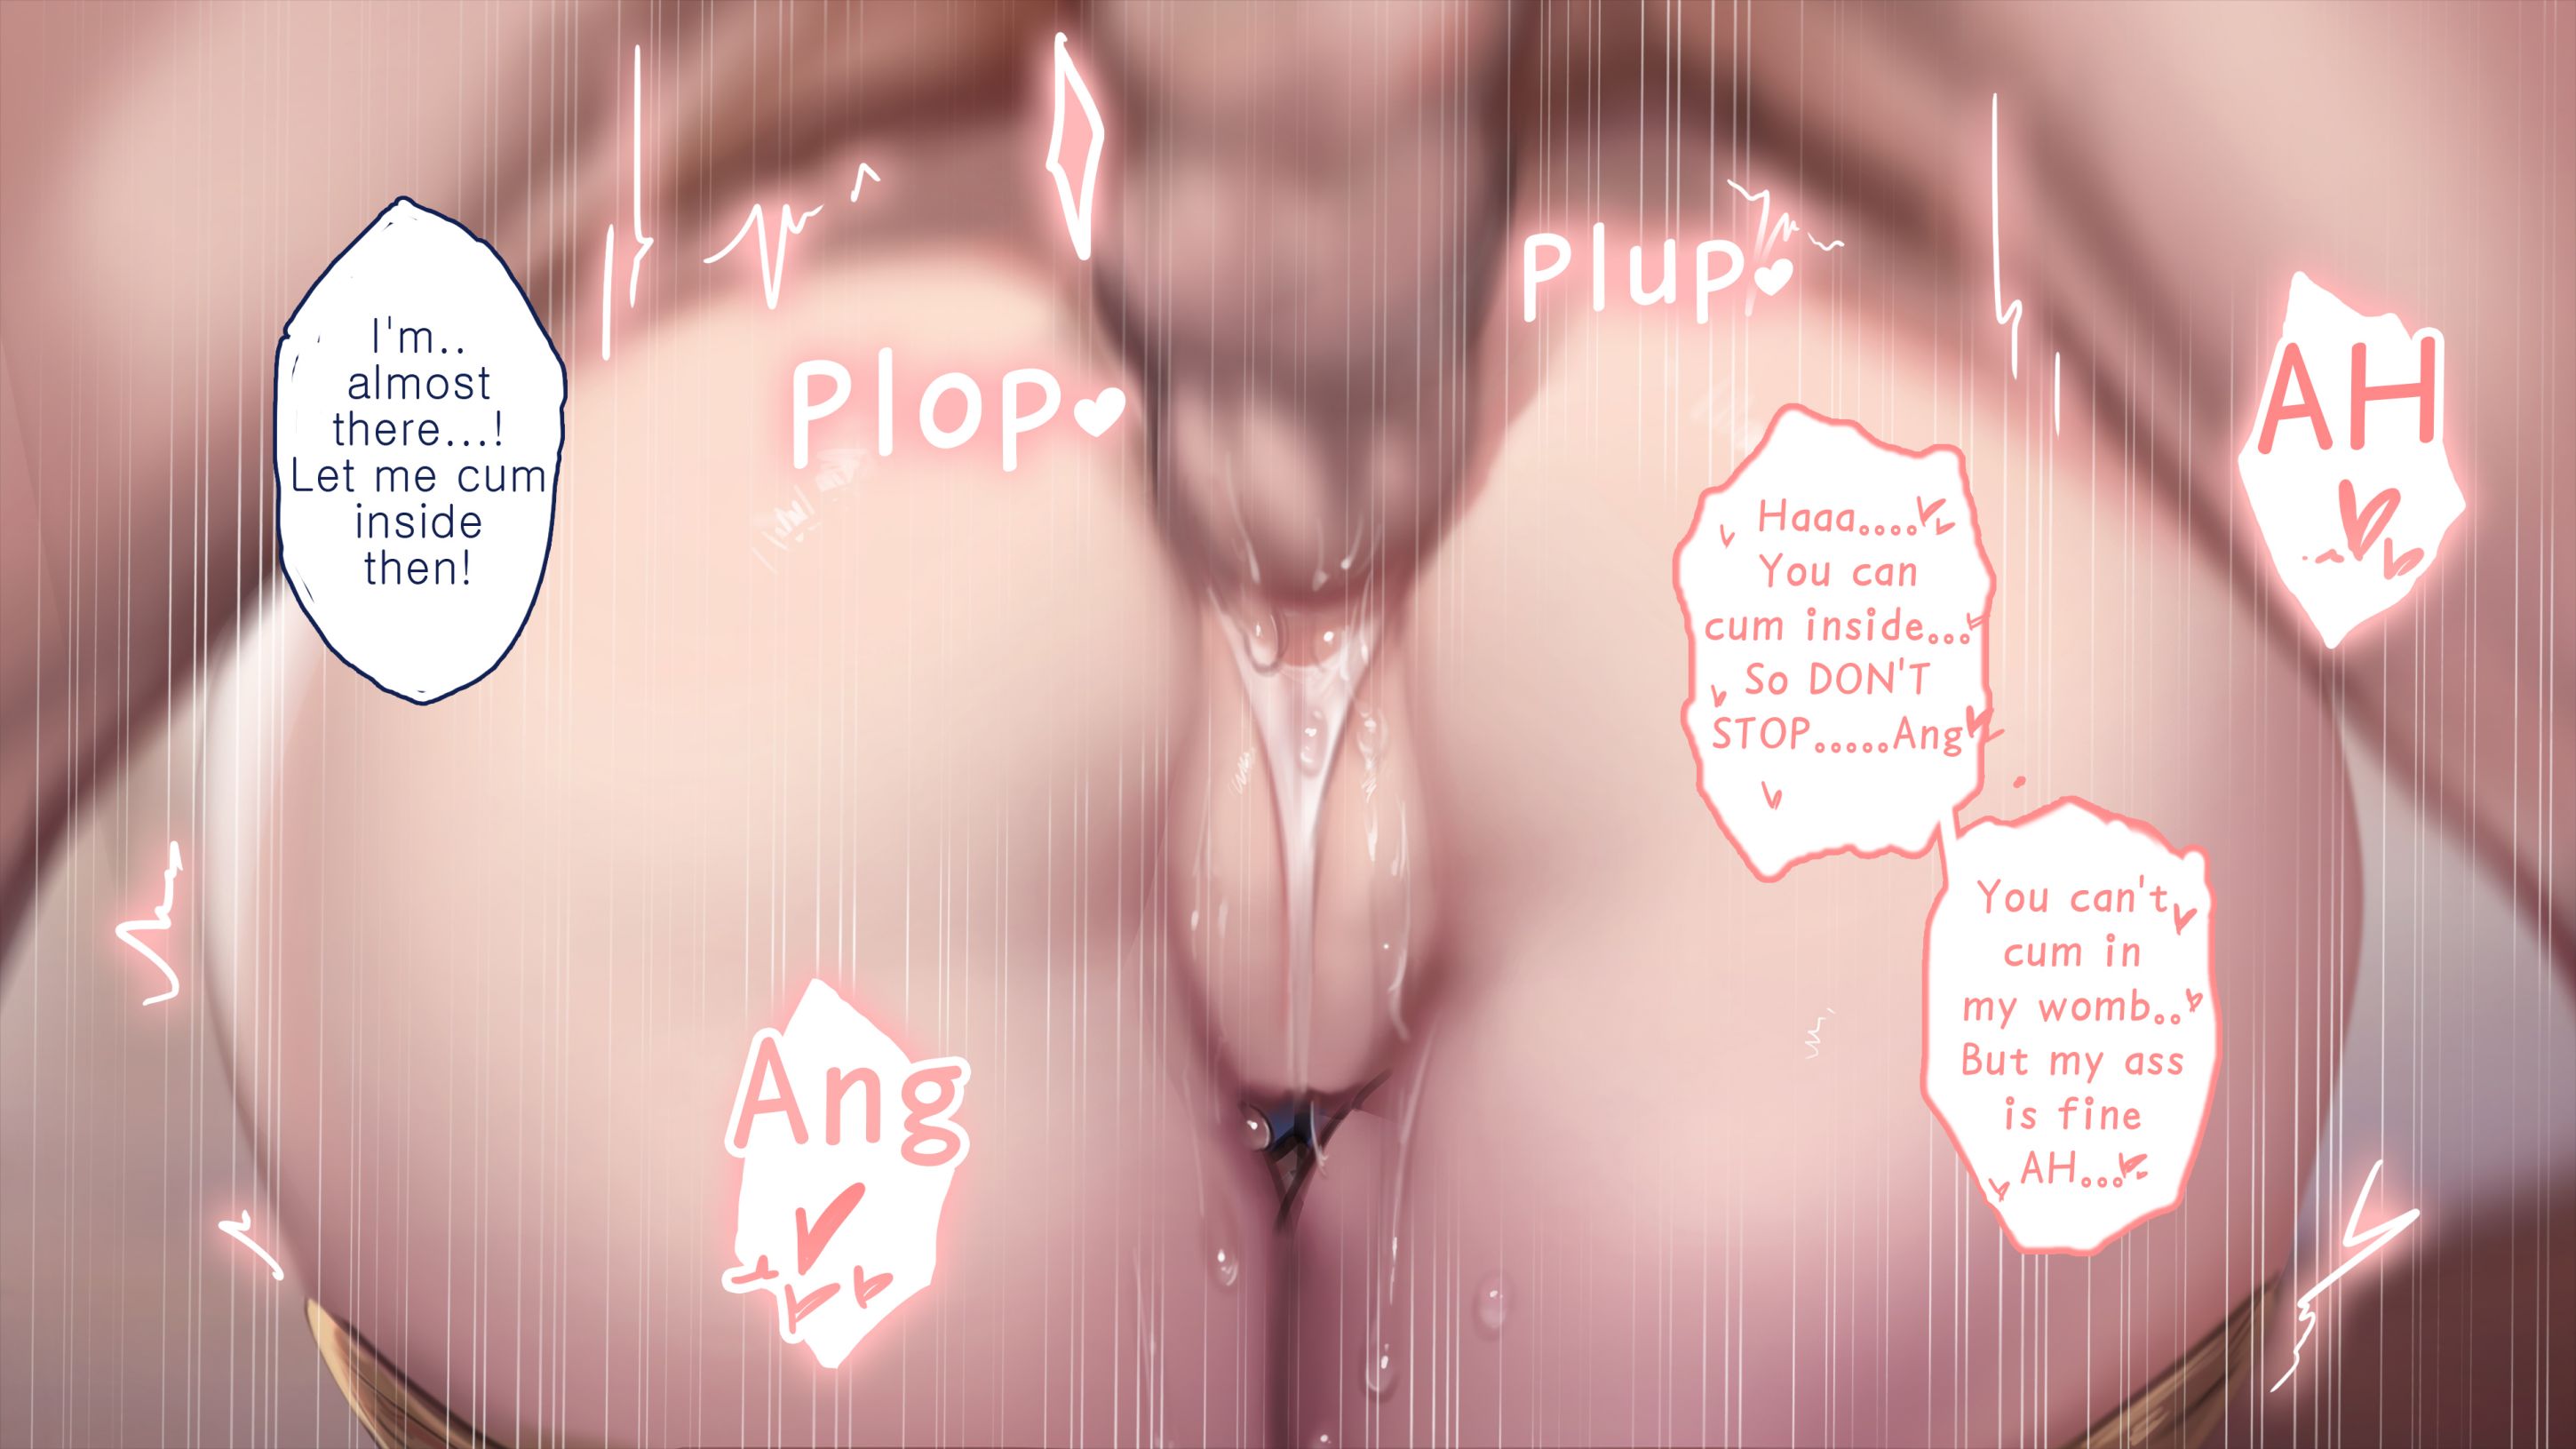 I'm..
almost
there...!
Let me cum
inside
then!
Plop♥
Plup♥
AH
Haaa....
You can
cum inside...
So DON'T
STOP.....Ang
You can't
cum in
my womb..
But my ass
is fine
AH...
Ang